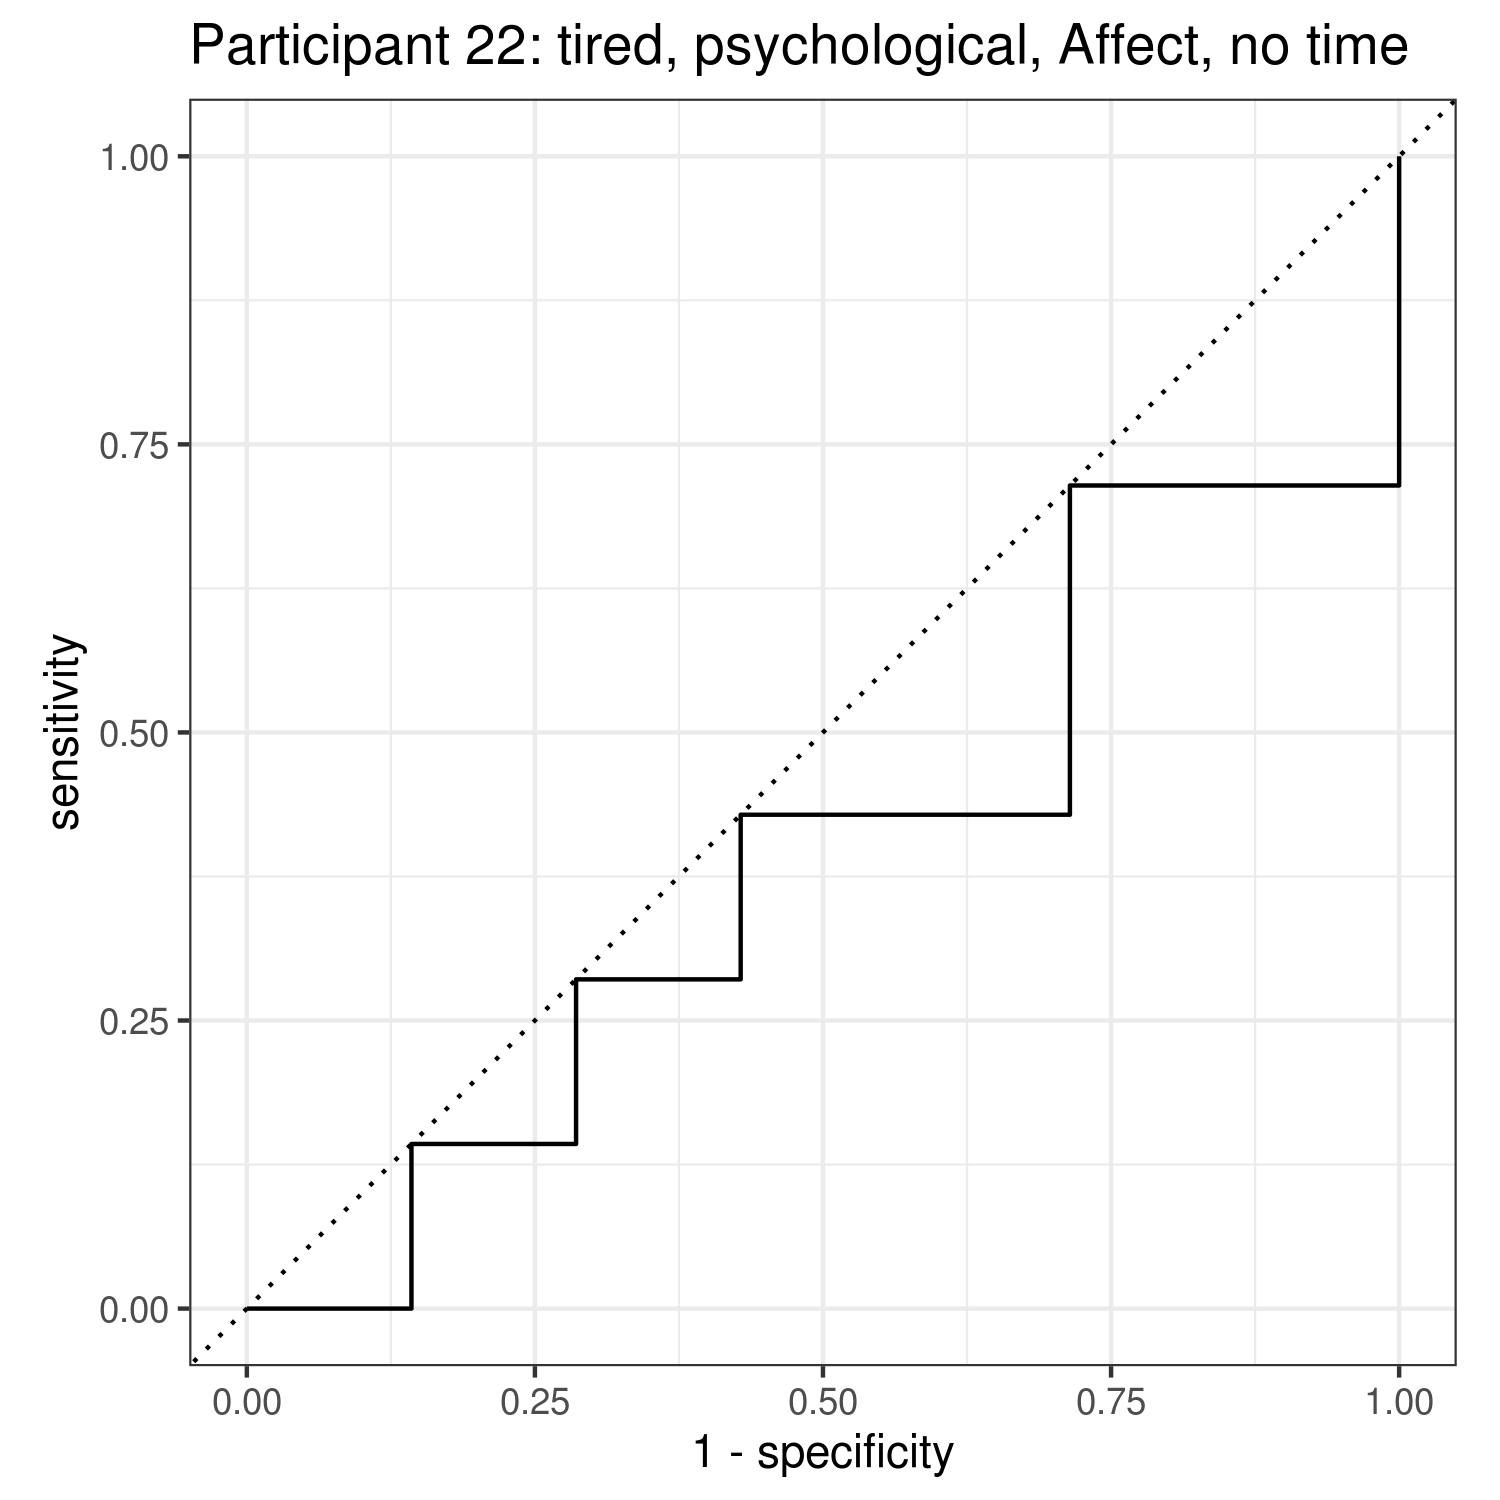 Participant 22: tired, psychological, Affect, no time
1.00
0.75
0.50
0.25
0.00
sensitivity
0.00 0.25 0.50 0.75 1.00
1 - specificity